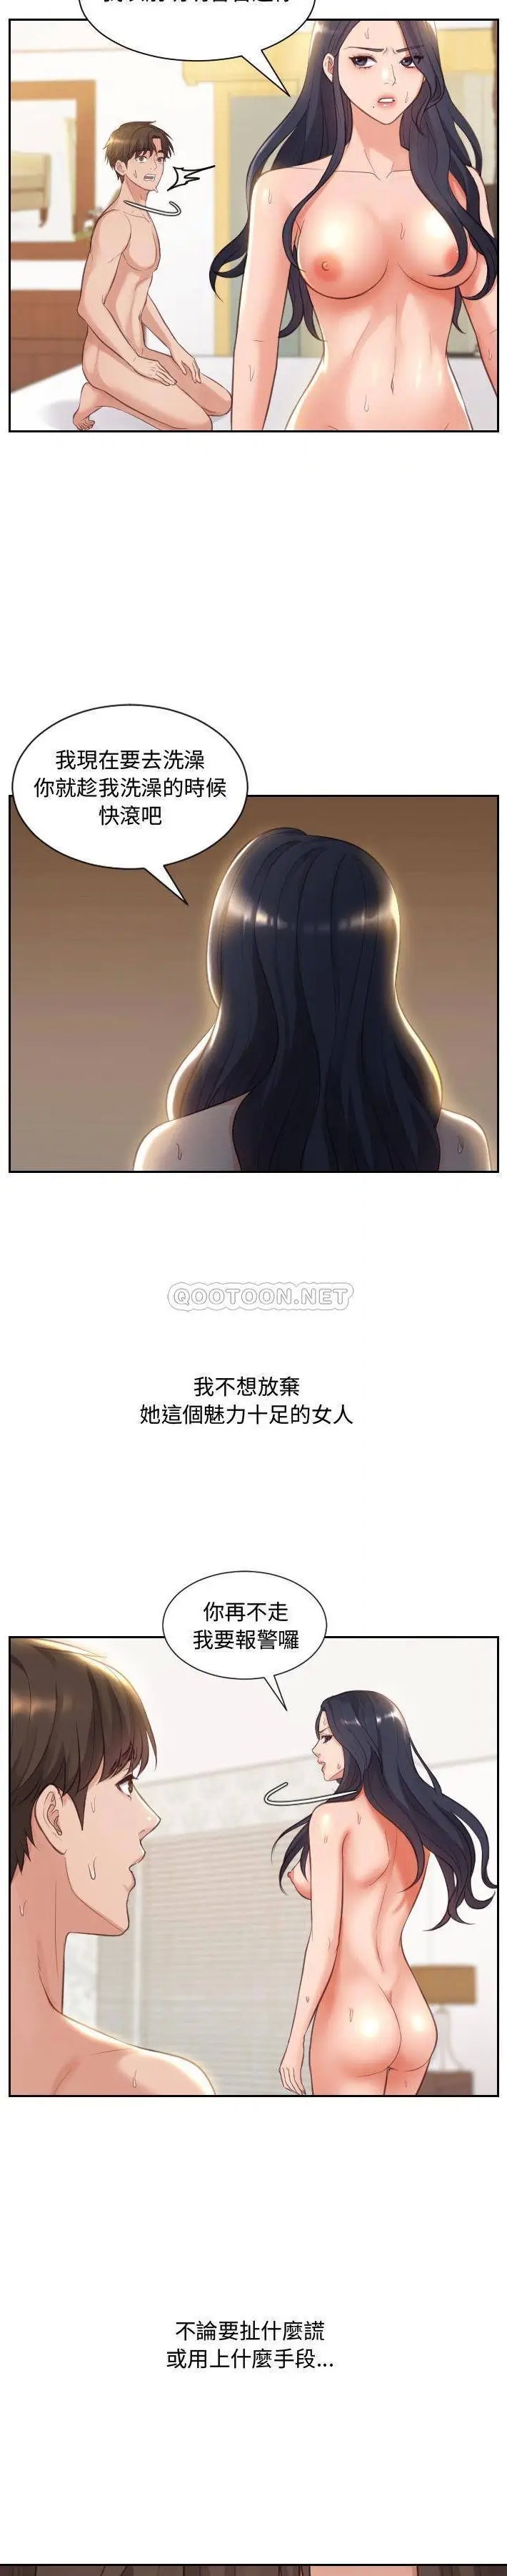 我現在要去洗澡
你就趁我洗澡的時候
快滾吧
QOOTOON.NET
我不想放棄
她這個魅力十足的女人
你再不走
我要報警囉
不論要扯什麼謊
或用上什麼手段...